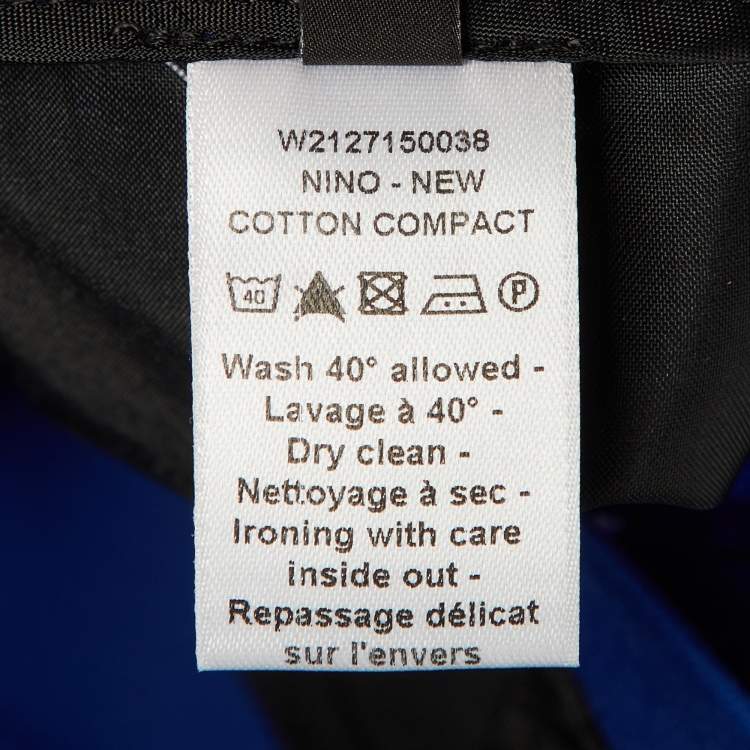 W2127150038
NINO - NEW
COTTON COMPACT
40 P
Wash 40° allowed -
Lavage à 40° -
Dry clean -
Nettoyage à sec -
Ironing with care
inside out -
Repassage délicat
sur l'envers